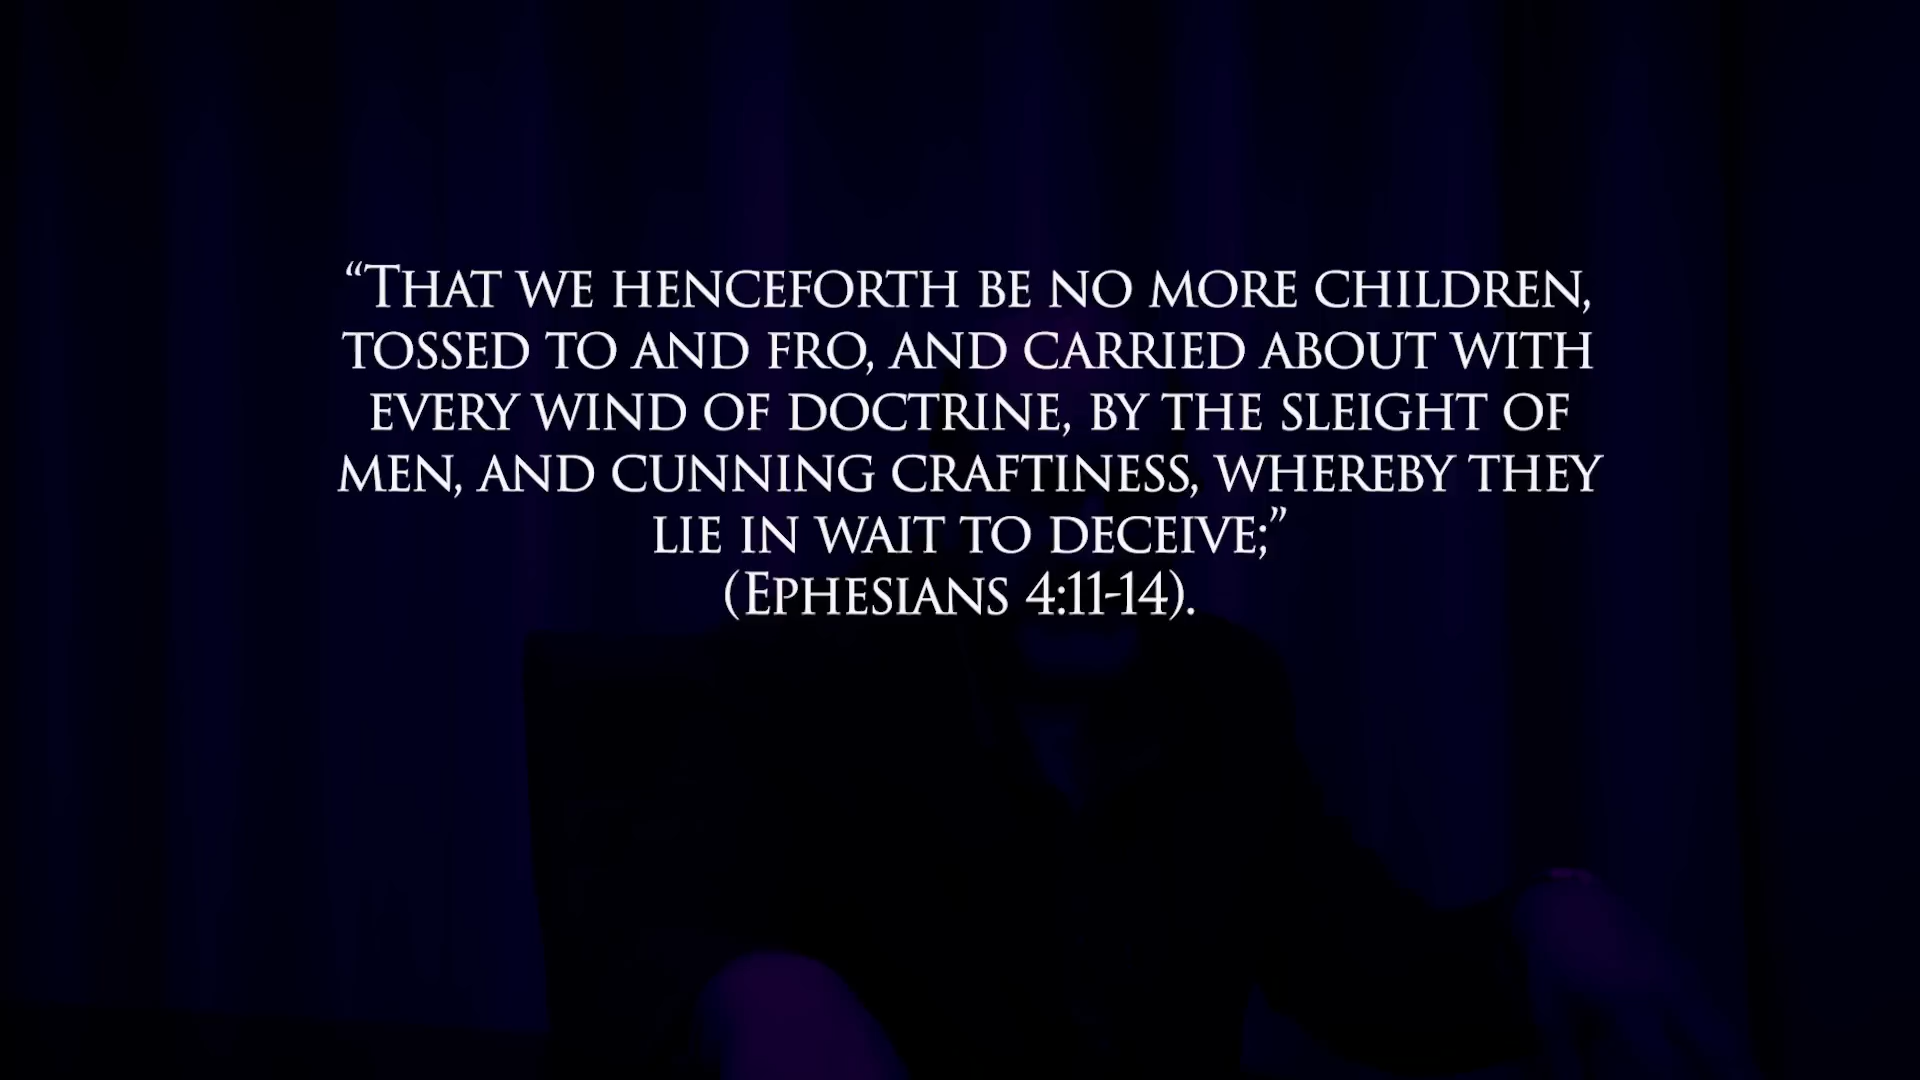 “That we henceforth be no more children,
tossed to and fro, and carried about with
every wind of doctrine, by the sleight of
men, and cunning craftiness, whereby they
lie in wait to deceive;”
(Ephesians 4:11-14).